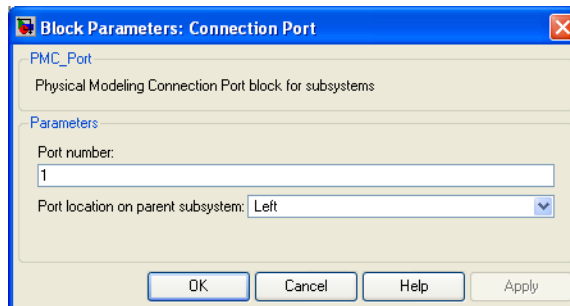 Block Parameters: Connection Port
PMC_Port
Physical Modeling Connection Port block for subsystems
Parameters
Port number:
1
Port location on parent subsystem: Left
OK Cancel Help Apply